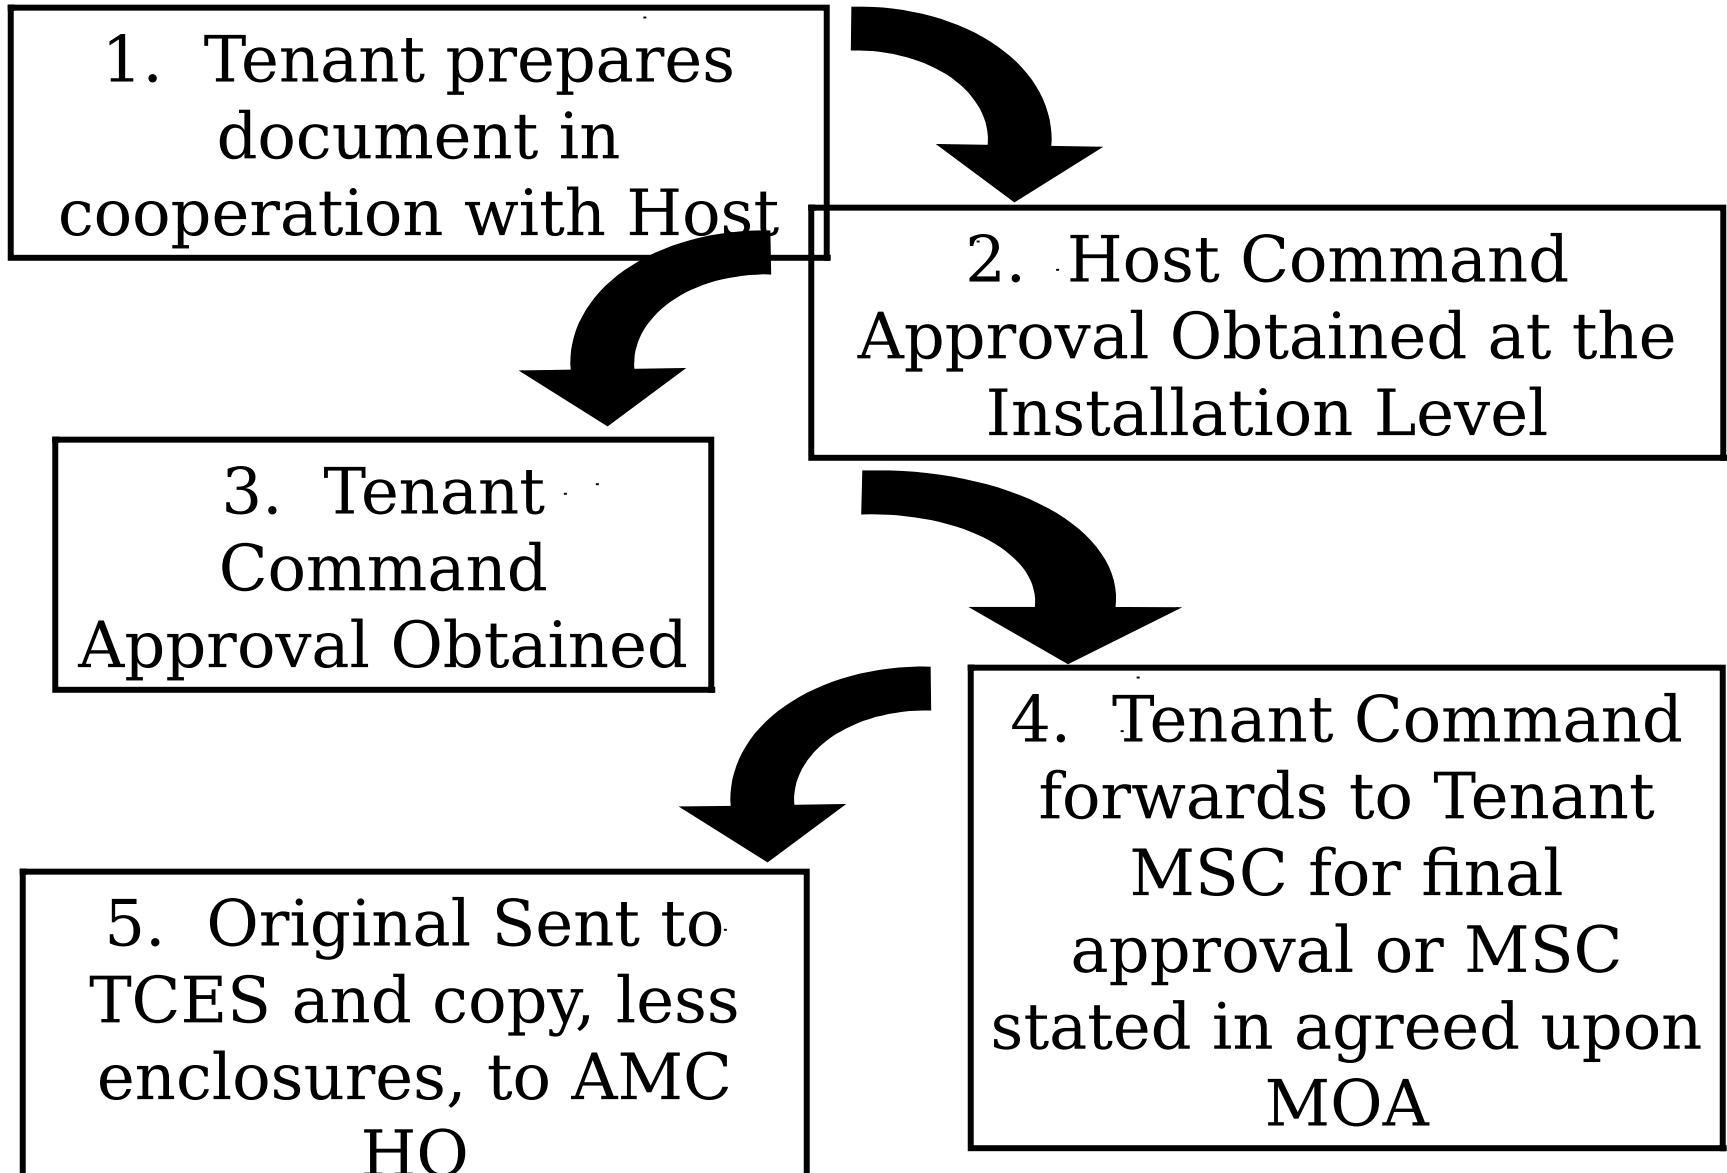 1. Tenant prepares
document in
cooperation with Host
2. Host Command
Approval Obtained at the
Installation Level
3. Tenant
Command
Approval Obtained
4. Tenant Command
forwards to Tenant
MSC for final
approval or MSC
stated in agreed upon
MOA
5. Original Sent to
TCES and copy, less
enclosures, to AMC
HQ